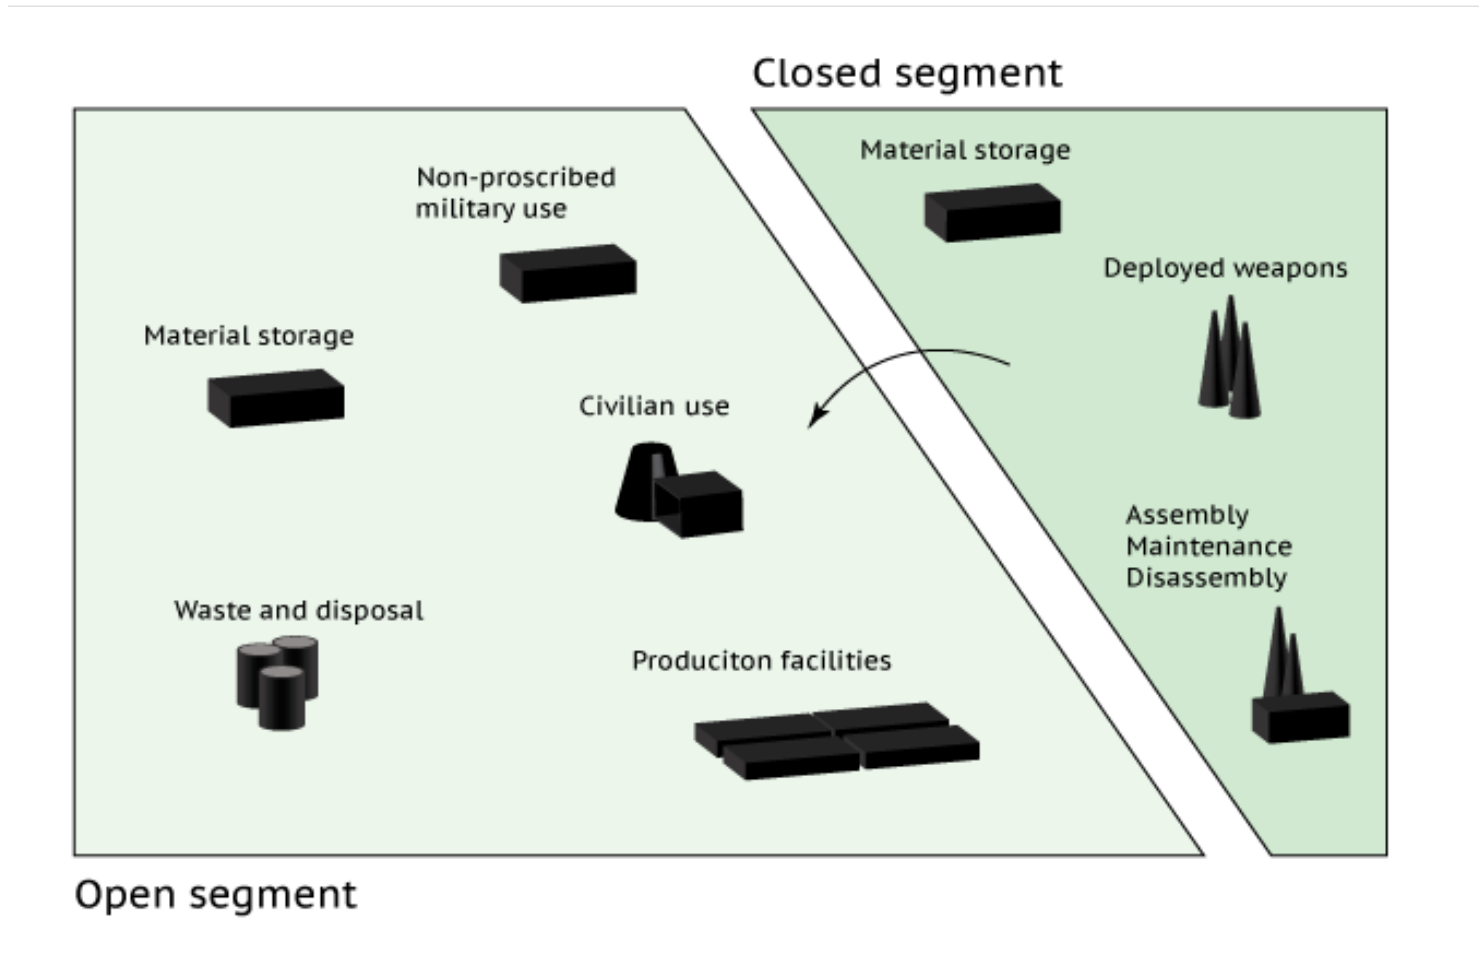 Closed segment
Material storage
Non-proscribed
military use
Deployed weapons
Material storage
Civilian use
Assembly
Maintenance
Disassembly
Waste and disposal
Produciton facilities
Open segment